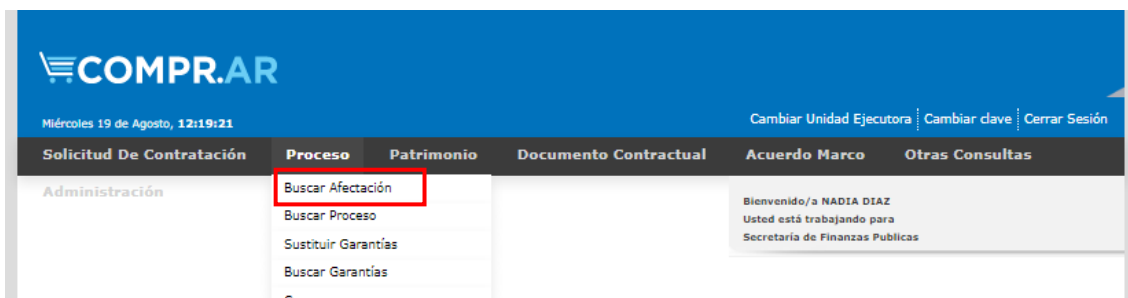 COMPR.AR
Miércoles 19 de Agosto, 12:19:21
Cambiar Unidad Ejecutora Cambiar clave Cerrar Sesión
Solicitud De Contratación Proceso Patrimonio Documento Contractual Acuerdo Marco Otras Consultas
Administración
Buscar Afectación
Buscar Proceso
Sustituir Garantías
Buscar Garantías
Bienvenido/a NADIA DIAZ
Usted está trabajando para
Secretaría de Finanzas Publicas